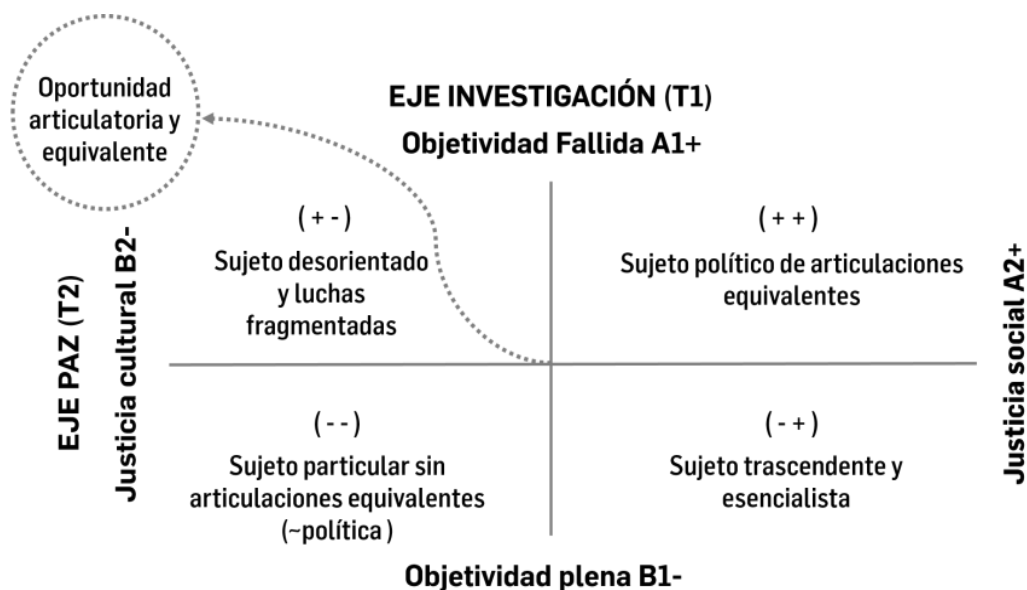 Oportunidad
articulatoria y
equivalente
EJE INVESTIGACIÓN (T1)
Objetividad Fallida A1+
EJE PAZ (T2)
Justicia cultural B2-
( + - )
Sujeto desorientado
y luchas
fragmentadas
( + + )
Sujeto político de articulaciones
equivalentes
Justicia social A2+
( - - )
Sujeto particular sin
articulaciones equivalentes
(~política )
( - + )
Sujeto trascendente y
esencialista
Objetividad plena B1-